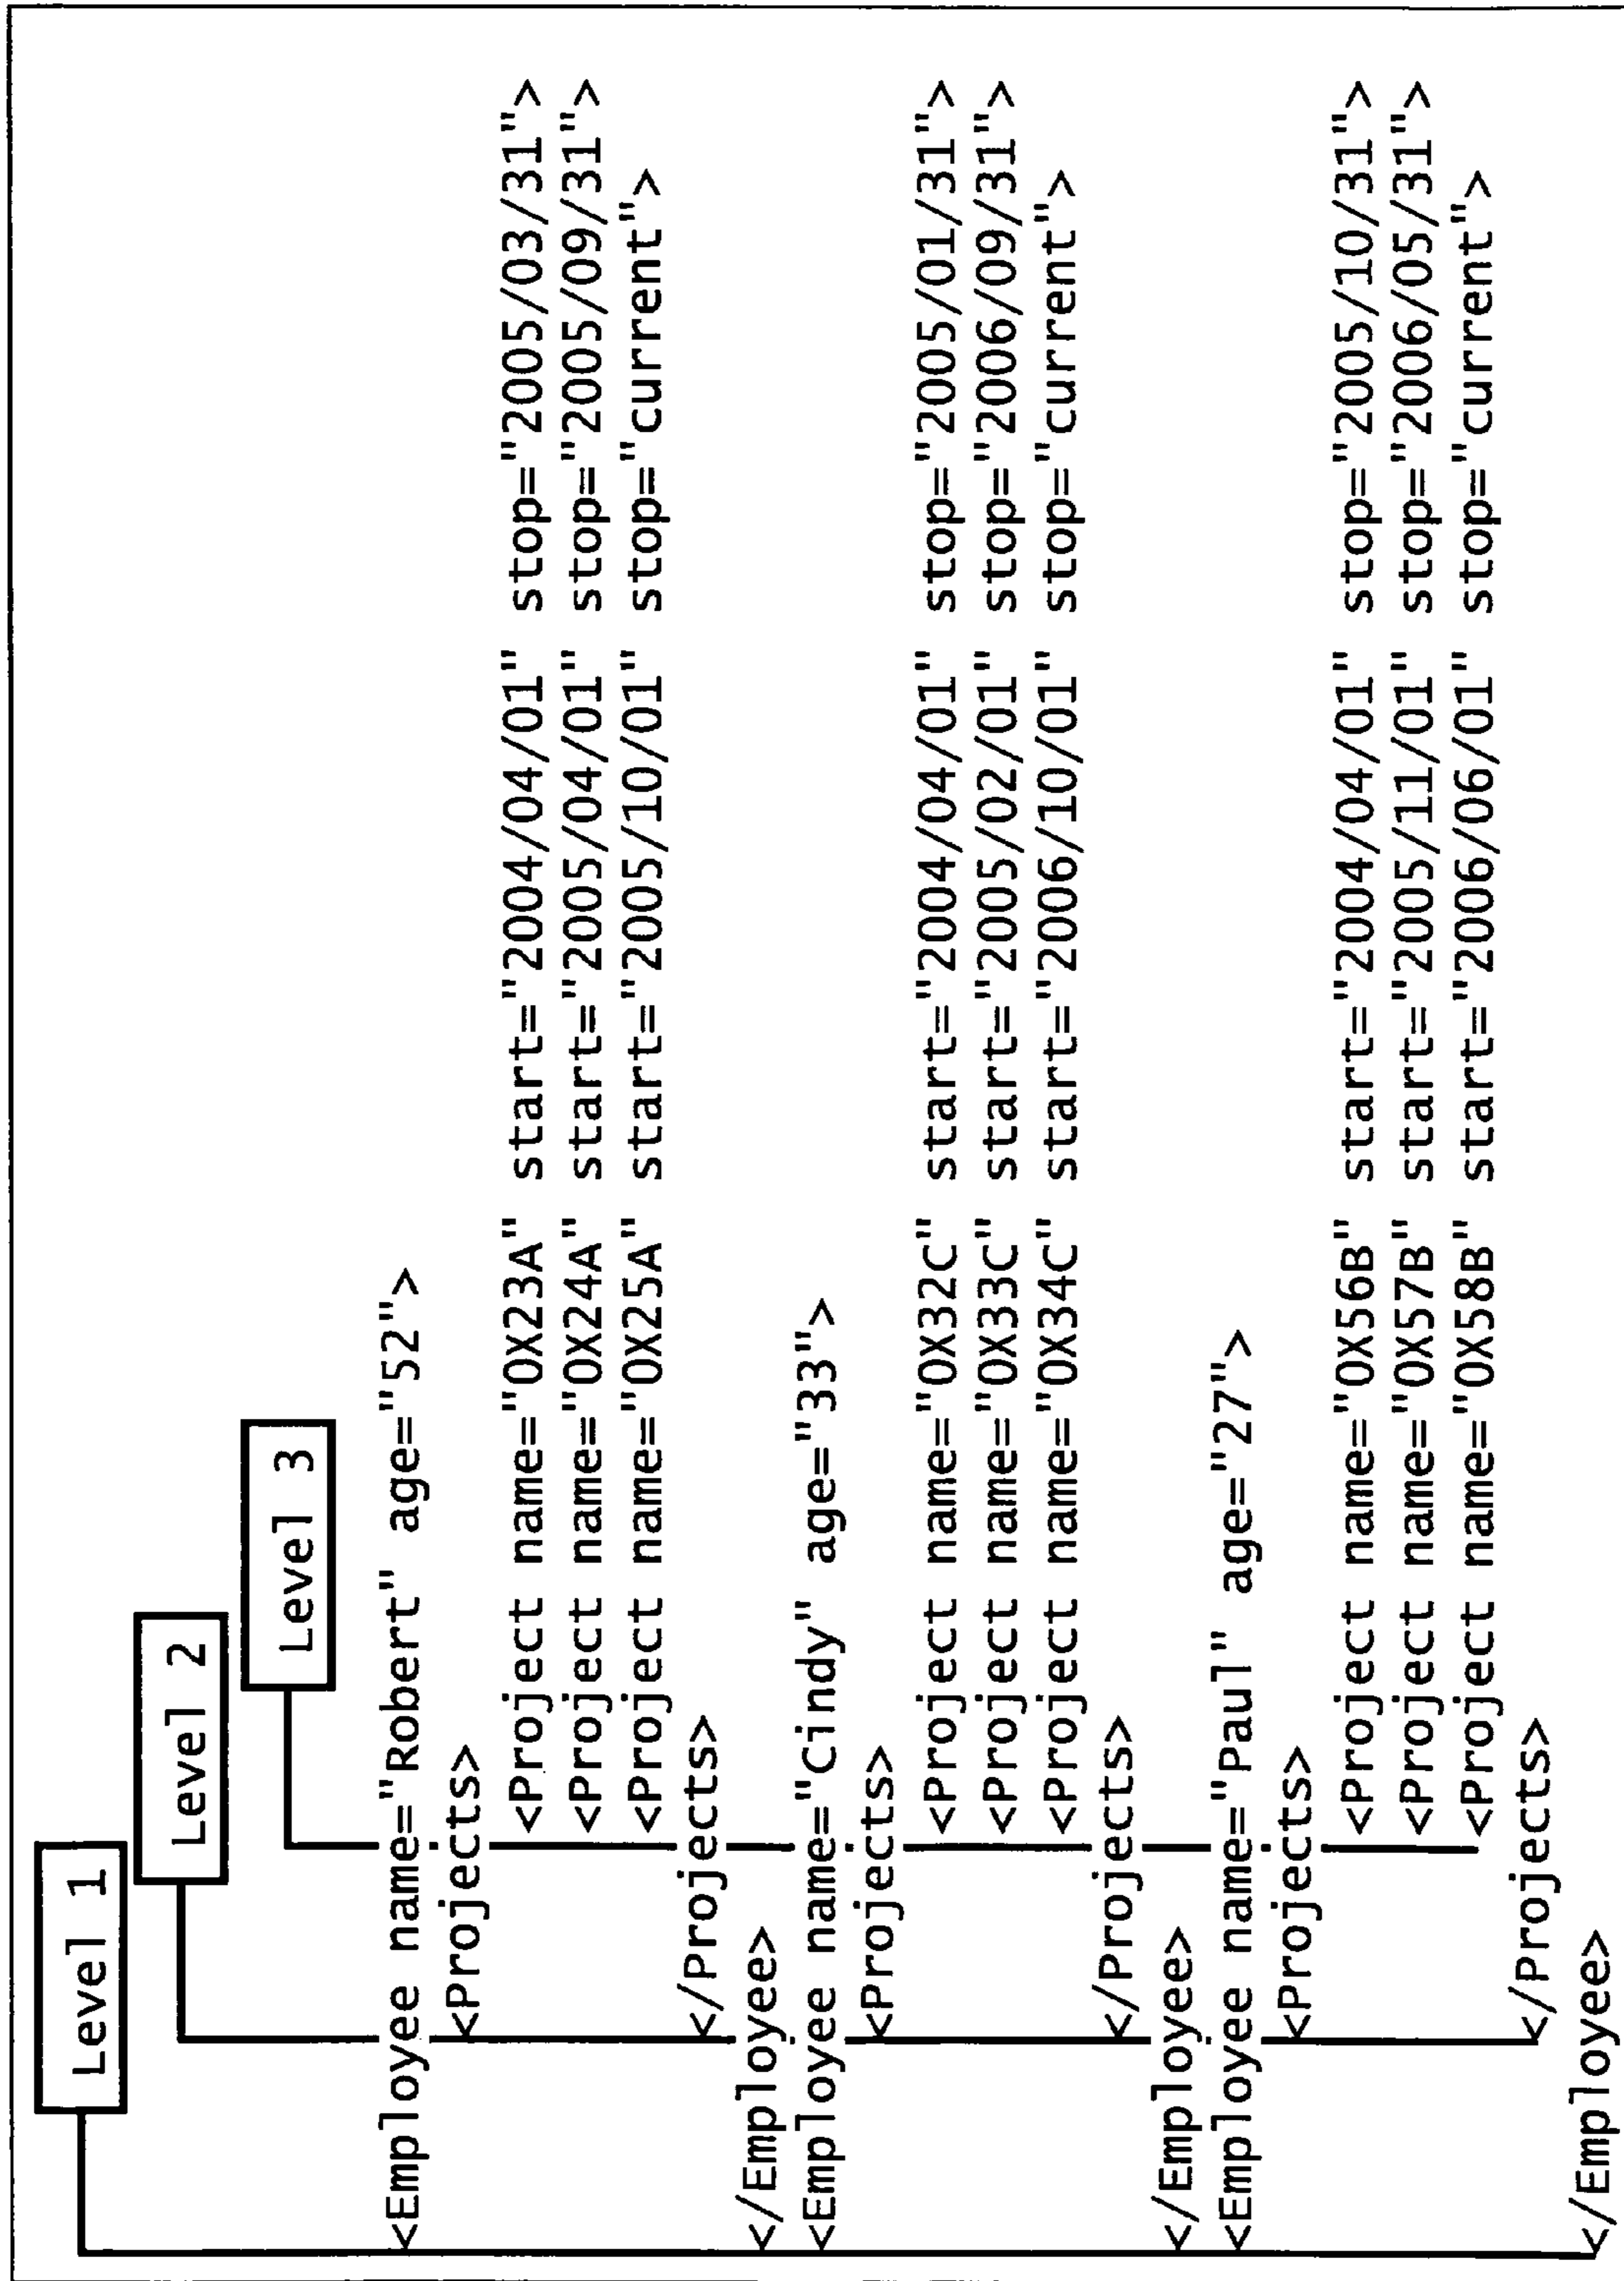 Level 1
Level 2
Level 3
<Employee name="Robert" age="52">
<Projects>
<Project name="0X23A" start="2004/04/01" stop="2005/03/31">
<Project name="0X24A" start="2005/04/01" stop="2005/09/31">
<Project name="0X25A" start="2005/10/01" stop="current">
</Projects>
</Employee>
<Employee name="Cindy" age="33">
<Projects>
<Project name="0X32C" start="2004/04/01" stop="2005/01/31">
<Project name="0X33C" start="2005/02/01" stop="2006/09/31">
<Project name="0X34C" start="2006/10/01" stop="current">
</Projects>
</Employee>
<Employee name="Paul" age="27">
<Projects>
<Project name="0X56B" start="2004/04/01" stop="2005/10/31">
<Project name="0X57B" start="2005/11/01" stop="2006/05/31">
<Project name="0X58B" start="2006/06/01" stop="current">
</Projects>
</Employee>